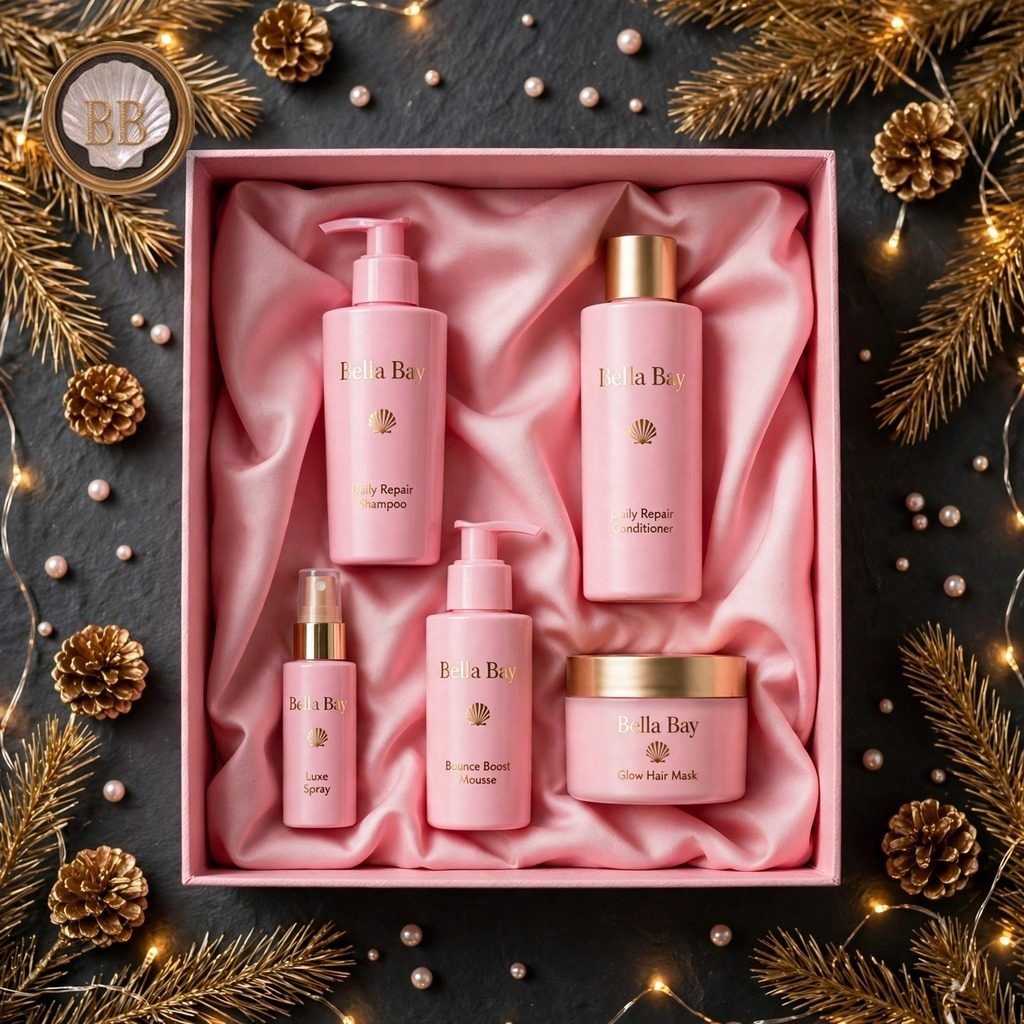 BB
Bella Bay
Daily Repair
Shampoo
Bella Bay
Daily Repair
Conditioner
Bella Bay
Luxe
Spray
Bella Bay
Bounce Boost
Mousse
Bella Bay
Glow Hair Mask